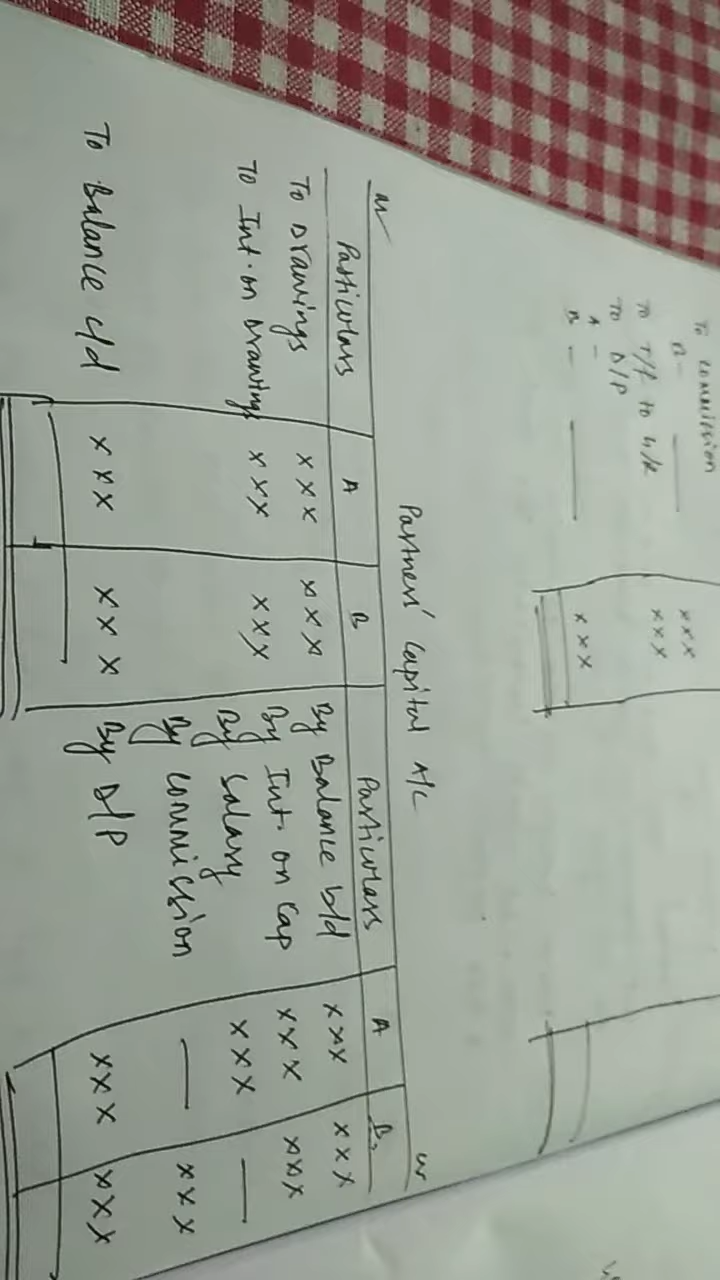 To commission
B -
To T/f to G/R
To D/P
A -
B -
xxx
xxx
xxx
Partners' Capital A/C
Dr Cr
Particulars A B Particulars A B
To Drawings xxx xxx By Balance b/d xxx xxx
To Int. on Drawings xxx xxx By Int. on Cap xxx xxx
By Salary xxx —
By Commission — xxx
To Balance c/d xxx xxx By D/P xxx xxx